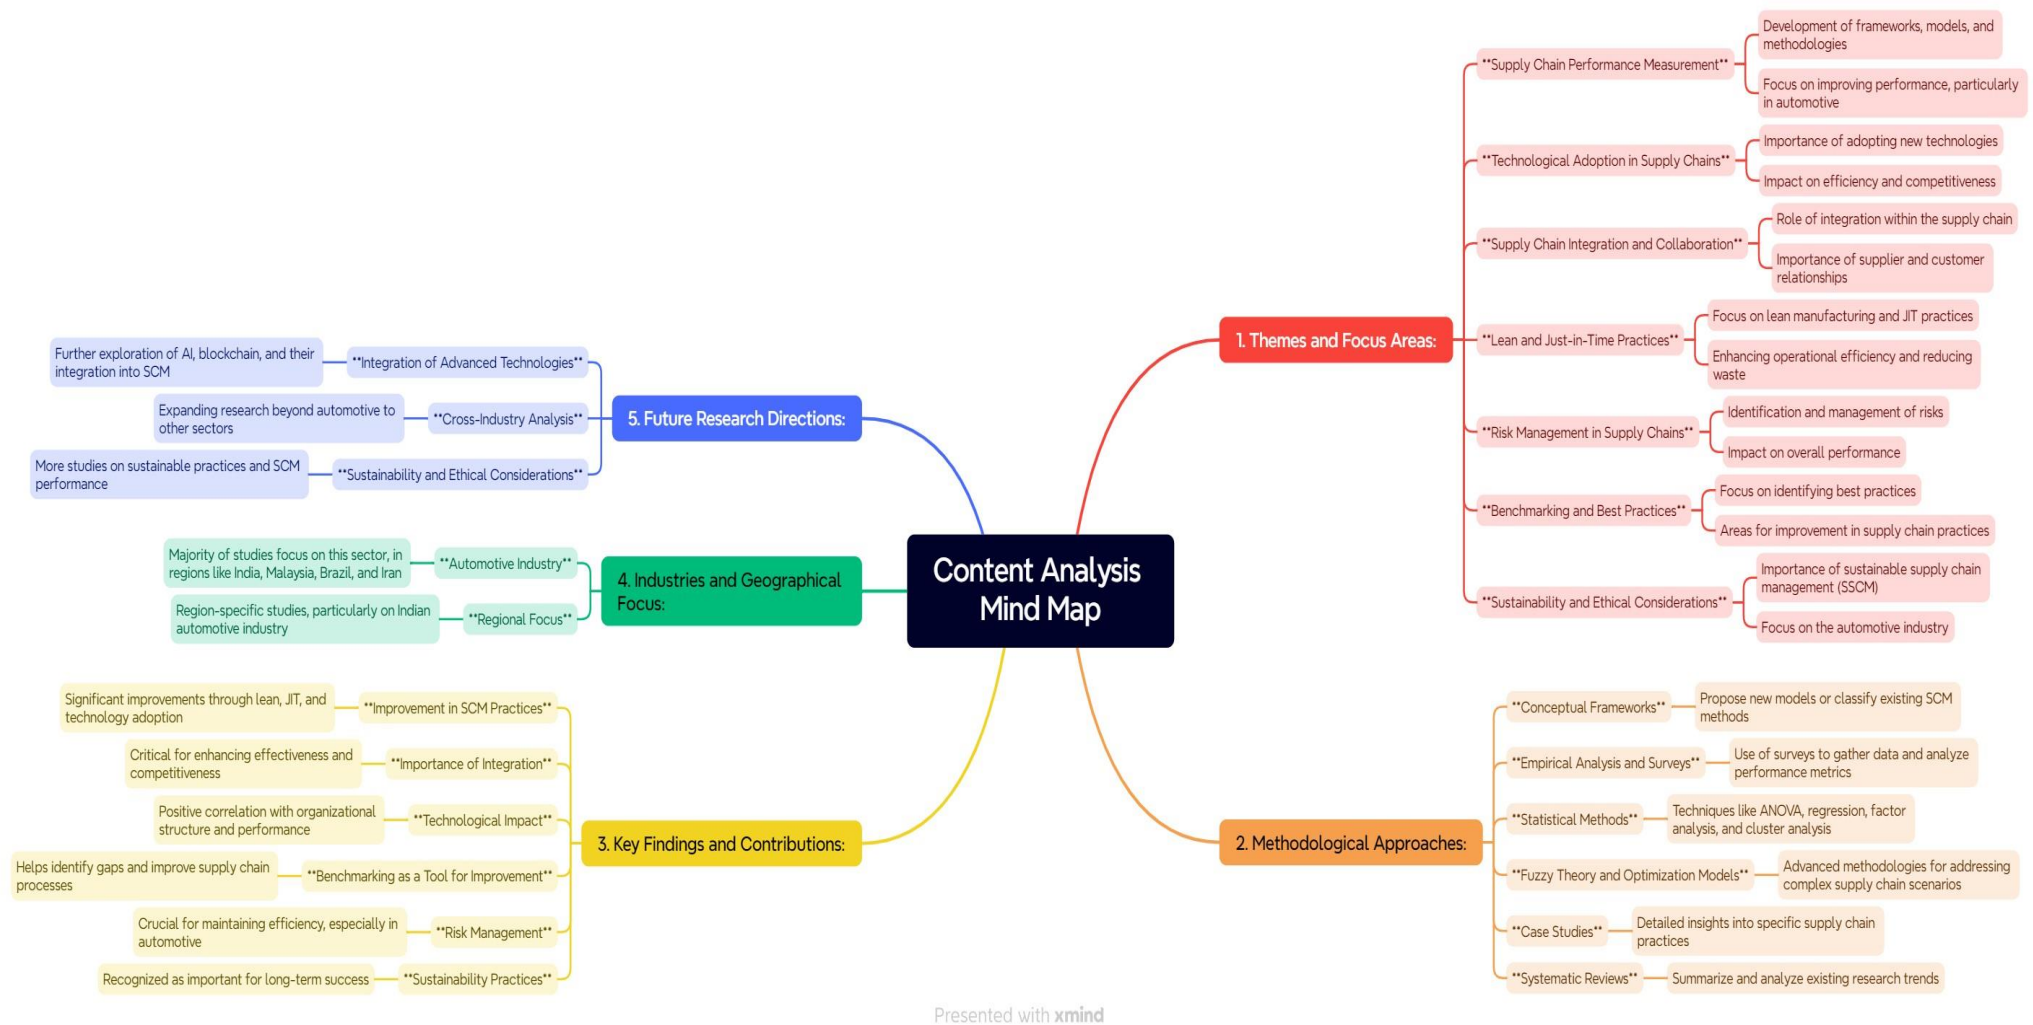 Content Analysis
Mind Map
1. Themes and Focus Areas:
**Supply Chain Performance Measurement**
Development of frameworks, models, and
methodologies
Focus on improving performance, particularly
in automotive
**Technological Adoption in Supply Chains**
Importance of adopting new technologies
Impact on efficiency and competitiveness
**Supply Chain Integration and Collaboration**
Role of integration within the supply chain
Importance of supplier and customer
relationships
**Lean and Just-in-Time Practices**
Focus on lean manufacturing and JIT practices
Enhancing operational efficiency and reducing
waste
**Risk Management in Supply Chains**
Identification and management of risks
Impact on overall performance
**Benchmarking and Best Practices**
Focus on identifying best practices
Areas for improvement in supply chain practices
**Sustainability and Ethical Considerations**
Importance of sustainable supply chain
management (SSCM)
Focus on the automotive industry
2. Methodological Approaches:
**Conceptual Frameworks**
Propose new models or classify existing SCM
methods
**Empirical Analysis and Surveys**
Use of surveys to gather data and analyze
performance metrics
**Statistical Methods**
Techniques like ANOVA, regression, factor
analysis, and cluster analysis
**Fuzzy Theory and Optimization Models**
Advanced methodologies for addressing
complex supply chain scenarios
**Case Studies**
Detailed insights into specific supply chain
practices
**Systematic Reviews**
Summarize and analyze existing research trends
3. Key Findings and Contributions:
**Improvement in SCM Practices**
Significant improvements through lean, JIT, and
technology adoption
**Importance of Integration**
Critical for enhancing effectiveness and
competitiveness
**Technological Impact**
Positive correlation with organizational
structure and performance
**Benchmarking as a Tool for Improvement**
Helps identify gaps and improve supply chain
processes
**Risk Management**
Crucial for maintaining efficiency, especially in
automotive
**Sustainability Practices**
Recognized as important for long-term success
4. Industries and Geographical
Focus:
**Automotive Industry**
Majority of studies focus on this sector, in
regions like India, Malaysia, Brazil, and Iran
**Regional Focus**
Region-specific studies, particularly on Indian
automotive industry
5. Future Research Directions:
**Integration of Advanced Technologies**
Further exploration of AI, blockchain, and their
integration into SCM
**Cross-Industry Analysis**
Expanding research beyond automotive to
other sectors
**Sustainability and Ethical Considerations**
More studies on sustainable practices and SCM
performance
Presented with xmind